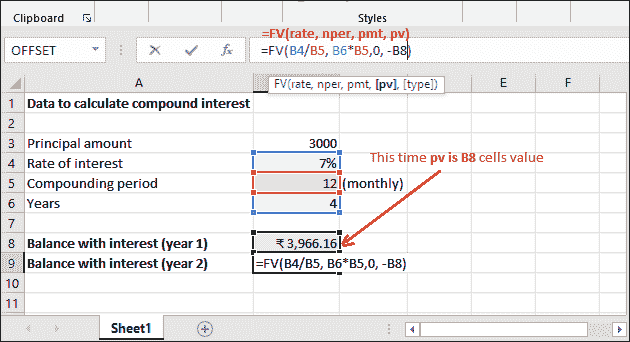 Clipboard Styles
=FV(rate, nper, pmt, pv)
OFFSET fx =FV(B4/B5, B6*B5,0, -B8)
FV(rate, nper, pmt, [pv], [type])
A E F
1 Data to calculate compound interest
2
3 Principal amount 3000
4 Rate of interest 7% This time pv is B8 cells value
5 Compounding period 12 (monthly)
6 Years 4
7
8 Balance with interest (year 1) ₹ 3,966.16
9 Balance with interest (year 2) =FV(B4/B5, B6*B5,0, -B8)
10
11
Sheet1